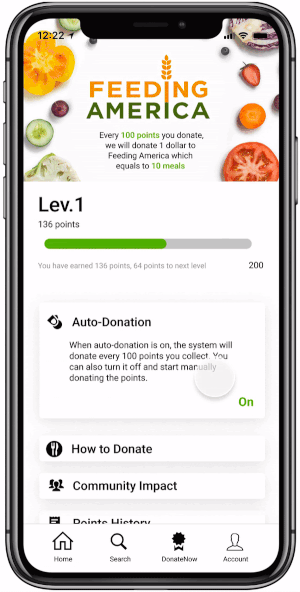 12:22
FEEDING
AMERICA
Every 100 points you donate,
we will donate 1 dollar to
Feeding America which
equals to 10 meals
Lev.1
136 points
You have earned 136 points, 64 points to next level
200
Auto-Donation
When auto-donation is on, the system will
donate every 100 points you collect. You
can also turn it off and start manually
donating the points.
On
How to Donate
Community Impact
Points History
Home
Search
DonateNow
Account